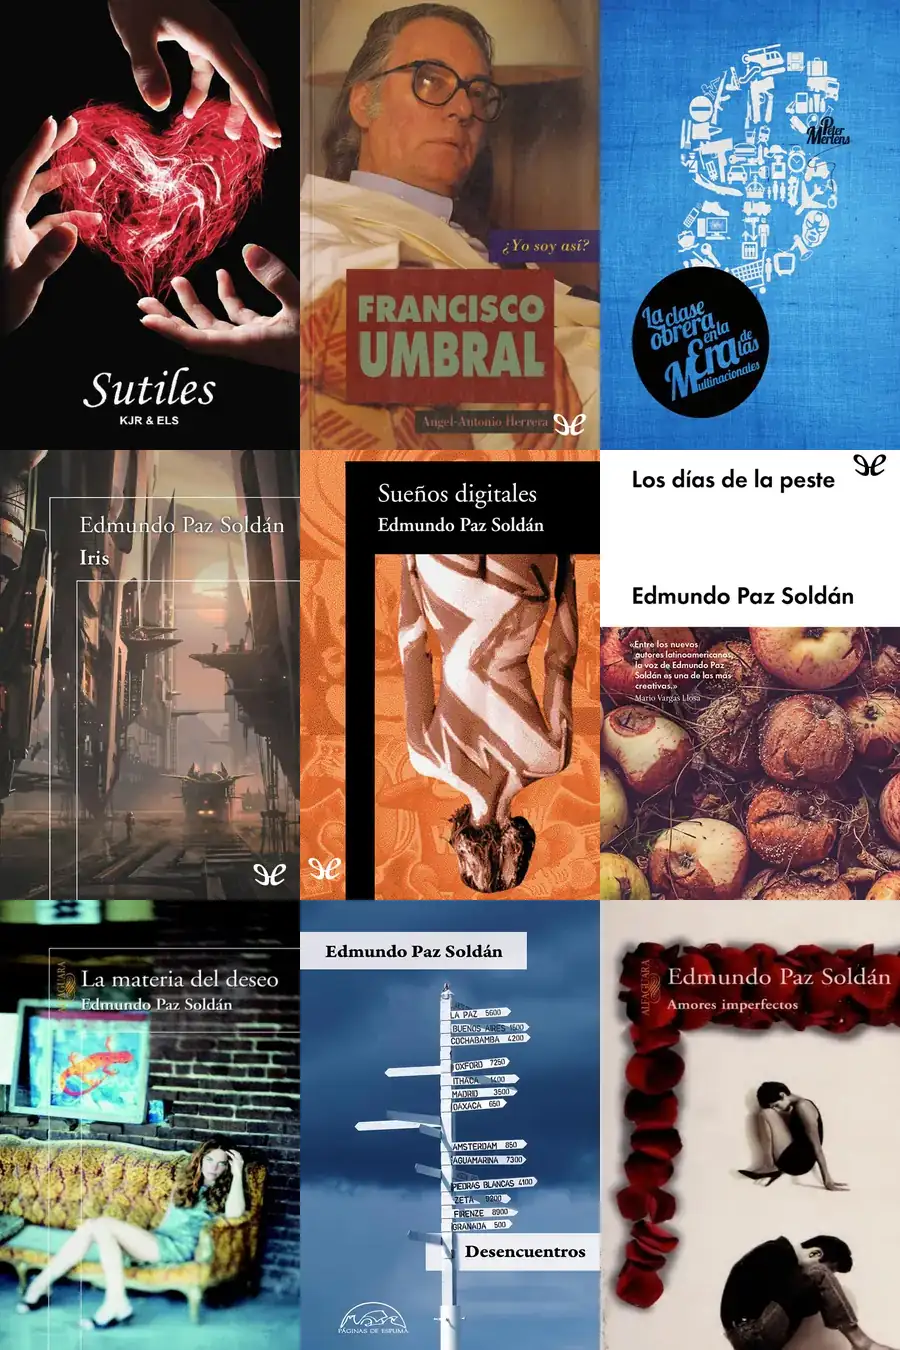 Sutiles
KJR & ELS
¿Yo soy así?
FRANCISCO
UMBRAL
Angel-Antonio Herrera
Peter
Mertens
La clase
obrera
en la
Era de
las
Multinacionales
Edmundo Paz Soldán
Iris
Sueños digitales
Edmundo Paz Soldán
Los días de la peste
Edmundo Paz Soldán
«Entre los nuevos
autores latinoamericanos,
la voz de Edmundo Paz
Soldán es una de las más
creativas.»
Mario Vargas Llosa
ALFAGUARA
La materia del deseo
Edmundo Paz Soldán
Edmundo Paz Soldán
LA PAZ 5600
BUENOS AIRES 1500
COCHABAMBA 4200
OXFORD 7250
ITHACA 1400
MADRID 3500
OAXACA 650
AMSTERDAM 850
AGUAMARINA 7300
PIEDRAS BLANCAS 4100
ZETA 9200
FIRENZE 8900
GRANADA 500
Desencuentros
PÁGINAS DE ESPUMA
ALFAGUARA
Edmundo Paz Soldán
Amores imperfectos